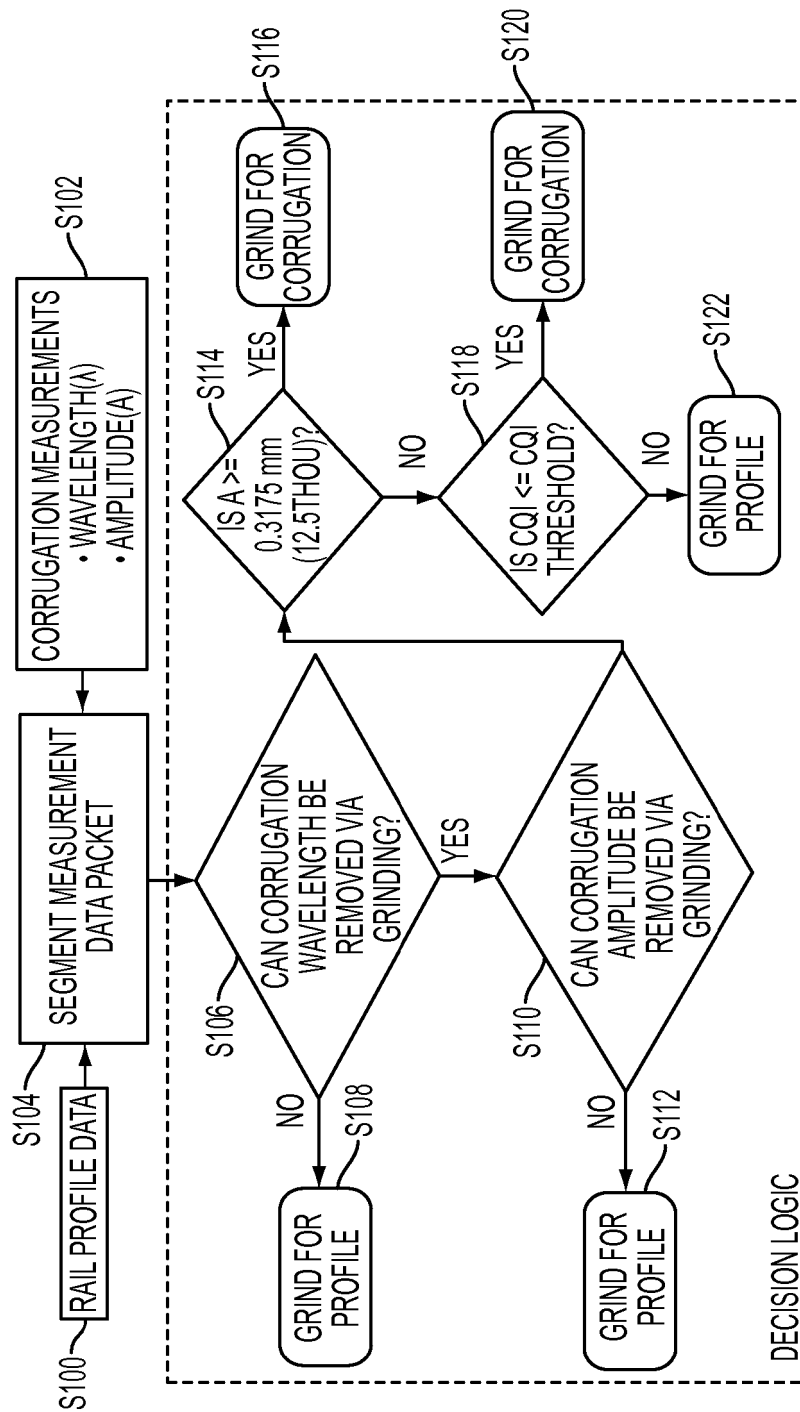 S100
RAIL PROFILE DATA
S104
SEGMENT MEASUREMENT
DATA PACKET
S102
CORRUGATION MEASUREMENTS
• WAVELENGTH(λ)
• AMPLITUDE(A)
S106
CAN CORRUGATION
WAVELENGTH BE
REMOVED VIA
GRINDING?
NO
S108
GRIND FOR
PROFILE
YES
S110
CAN CORRUGATION
AMPLITUDE BE
REMOVED VIA
GRINDING?
NO
S112
GRIND FOR
PROFILE
S114
IS A >=
0.3175 mm
(12.5THOU)?
YES
S116
GRIND FOR
CORRUGATION
NO
S118
IS CQI <= CQI
THRESHOLD?
YES
S120
GRIND FOR
CORRUGATION
NO
S122
GRIND FOR
PROFILE
DECISION LOGIC